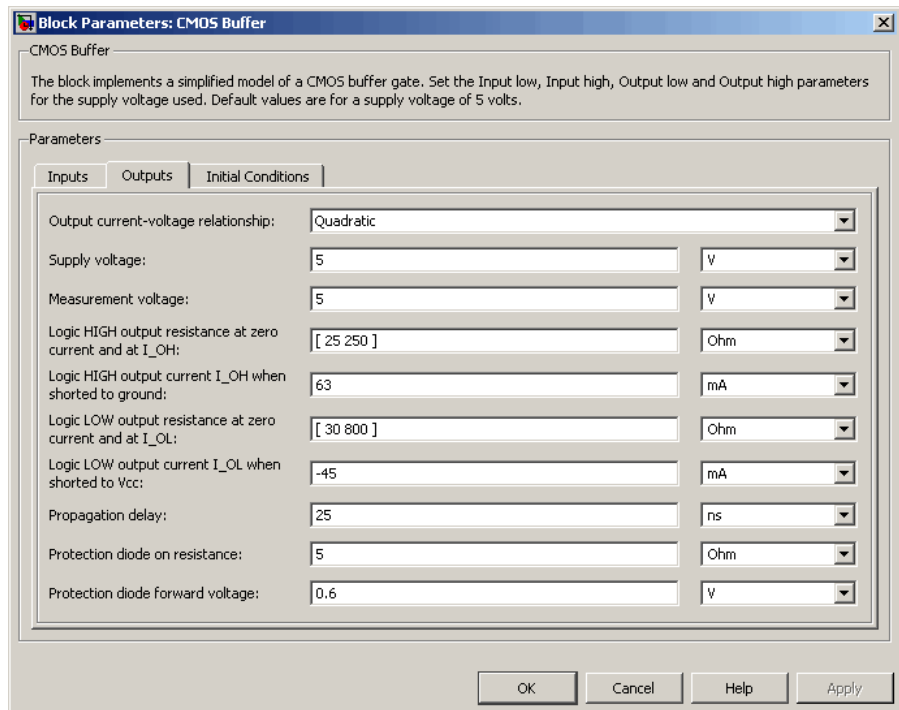 Block Parameters: CMOS Buffer
CMOS Buffer
The block implements a simplified model of a CMOS buffer gate. Set the Input low, Input high, Output low and Output high parameters
for the supply voltage used. Default values are for a supply voltage of 5 volts.
Parameters
Inputs Outputs Initial Conditions
Output current-voltage relationship: Quadratic
Supply voltage: 5 V
Measurement voltage: 5 V
Logic HIGH output resistance at zero
current and at I_OH: [ 25 250 ] Ohm
Logic HIGH output current I_OH when
shorted to ground: 63 mA
Logic LOW output resistance at zero
current and at I_OL: [ 30 800 ] Ohm
Logic LOW output current I_OL when
shorted to Vcc: -45 mA
Propagation delay: 25 ns
Protection diode on resistance: 5 Ohm
Protection diode forward voltage: 0.6 V
OK Cancel Help Apply